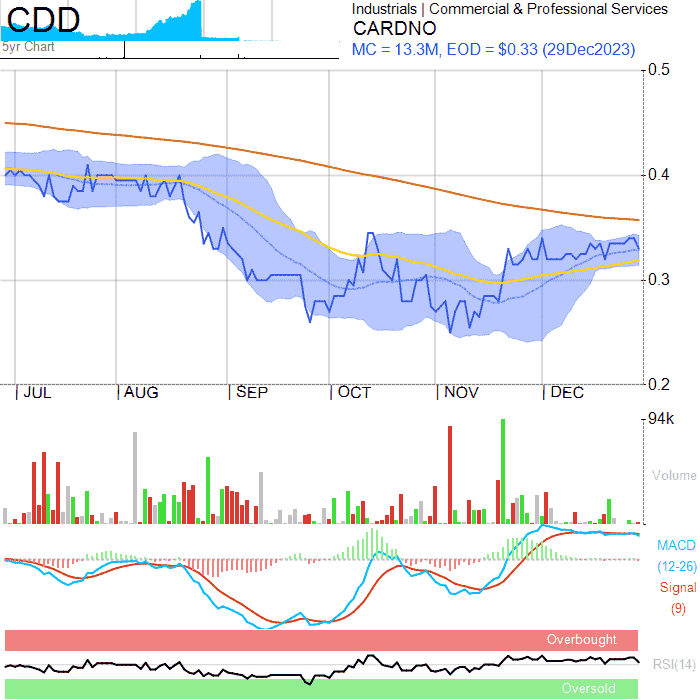 CDD
5yr Chart
Industrials | Commercial & Professional Services
CARDNO
MC = 13.3M, EOD = $0.33 (29Dec2023)
0.5
0.4
0.3
0.2
JUL AUG SEP OCT NOV DEC
94k
Volume
MACD
(12-26)
Signal
(9)
Overbought
RSI(14)
Oversold